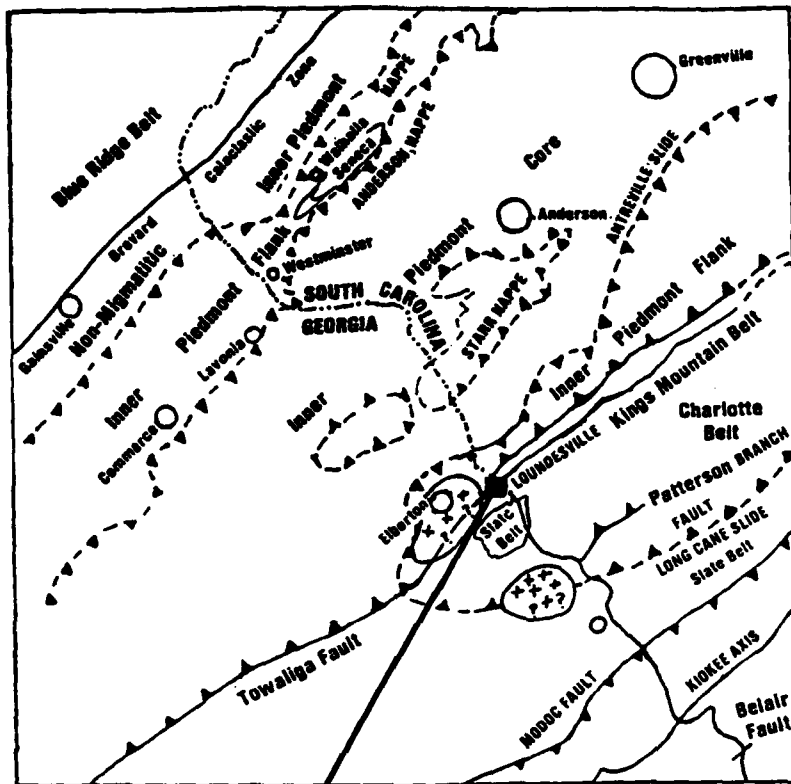 Greenville
Blue Ridge Belt
Brevard
Cataclastic
Zone
Inner Piedmont
NAPPE
Walhalla
Seneca
ANDERSON, NAPPE
Core
ANTREVILLE SLIDE
Anderson
Non-Migmatitic
Flank
Westminster
Piedmont
SOUTH CAROLINA
GEORGIA
STARR NAPPE
Gainsville
Piedmont
Lavonia
Inner
Commerce
Inner
Inner
Piedmont
Flank
LOUNDESVILLE
Kings Mountain Belt
Charlotte
Belt
Elberton
?
Slate
Belt
Patterson BRANCH
FAULT
LONG CANE SLIDE
Slate Belt
? ?
Towaliga Fault
MODOC FAULT
KIOKEE AXIS
Belair
Fault